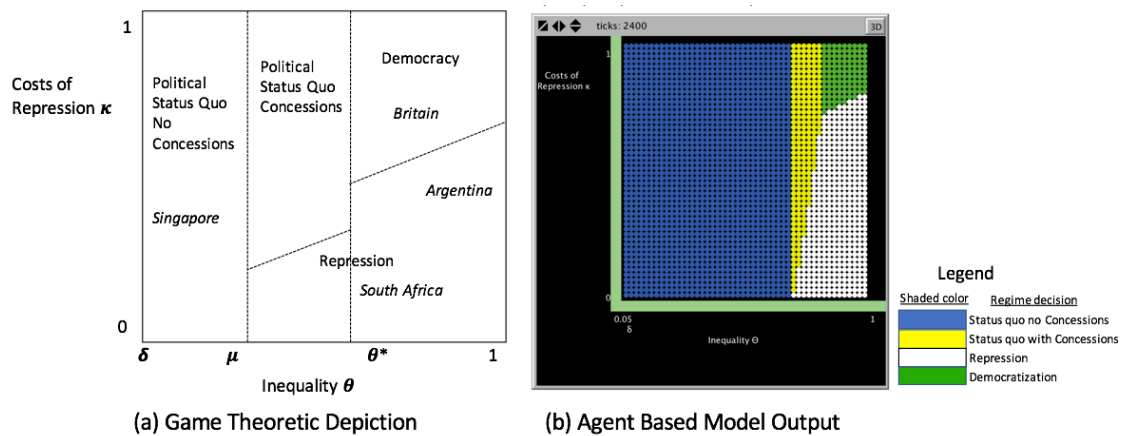 1
Costs of
Repression κ
0
Political
Status Quo
No
Concessions
Singapore
Political
Status Quo
Concessions
Democracy
Britain
Argentina
Repression
South Africa
δ
μ
θ*
1
Inequality θ
(a) Game Theoretic Depiction
ticks: 2400
3D
1
Costs of
Repression κ
0
0.05
δ
1
Inequality Θ
(b) Agent Based Model Output
Legend
Shaded color Regime decision
Status quo no Concessions
Status quo with Concessions
Repression
Democratization